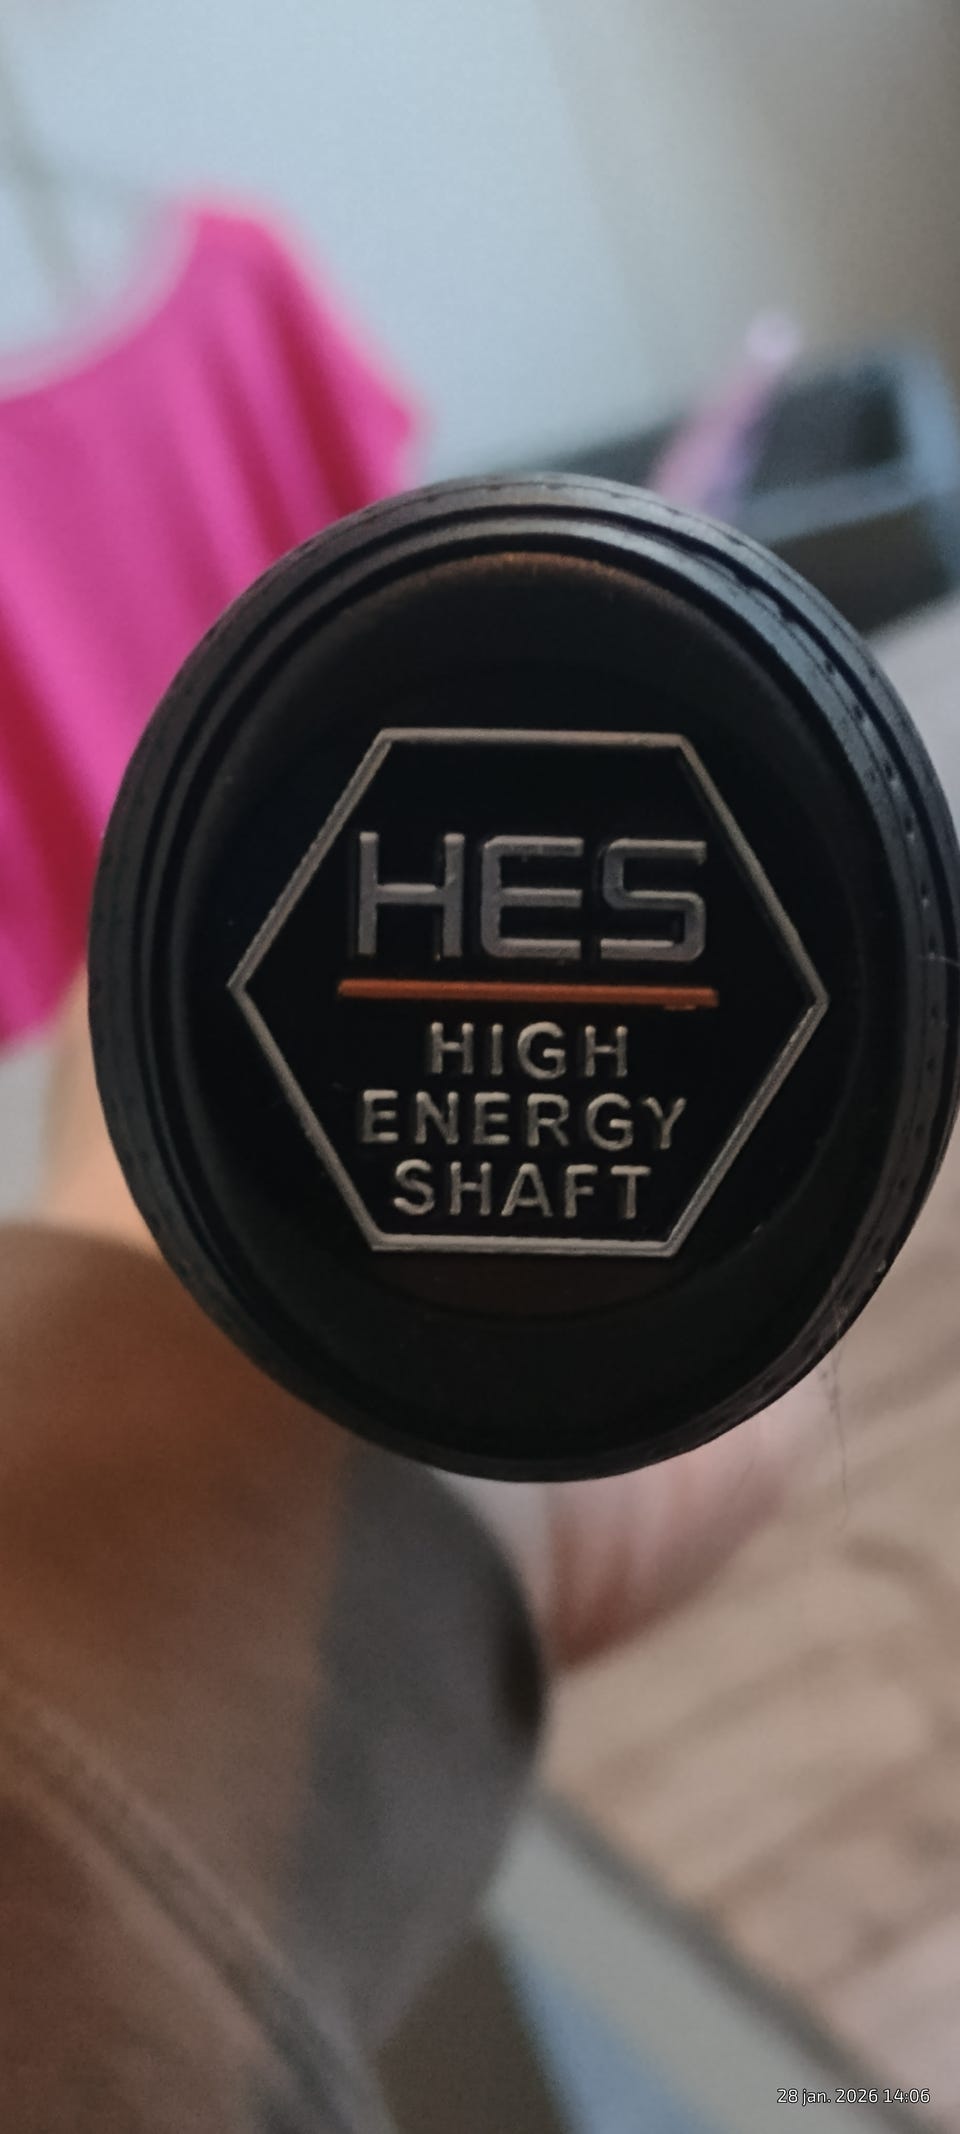 HES
HIGH
ENERGY
SHAFT
28 jan. 2026 14:06